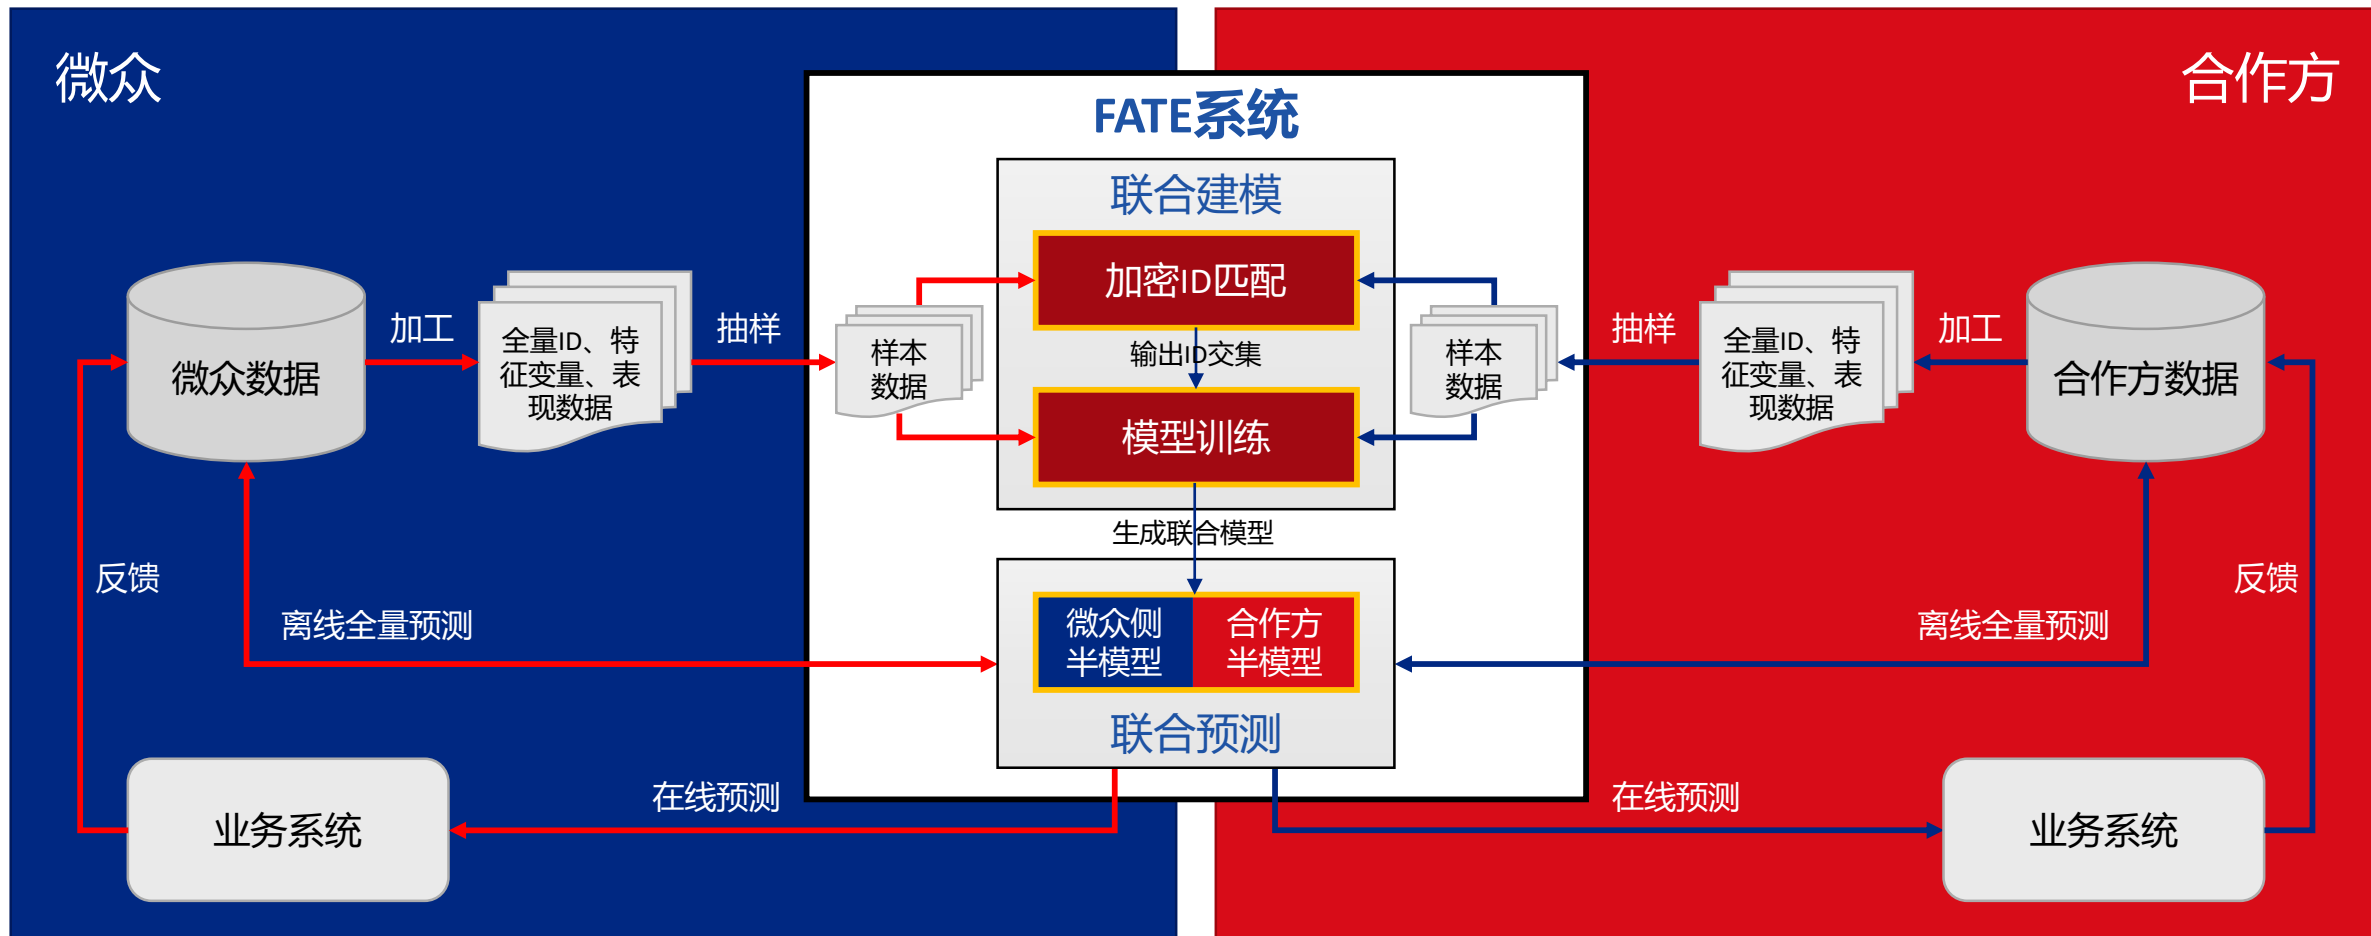 微众
合作方
FATE系统
联合建模
加密ID匹配
输出ID交集
模型训练
生成联合模型
微众侧
半模型
合作方
半模型
联合预测
微众数据
加工
全量ID、特
征变量、表
现数据
抽样
样本
数据
样本
数据
抽样
全量ID、特
征变量、表
现数据
加工
合作方数据
反馈
离线全量预测
离线全量预测
反馈
业务系统
在线预测
在线预测
业务系统